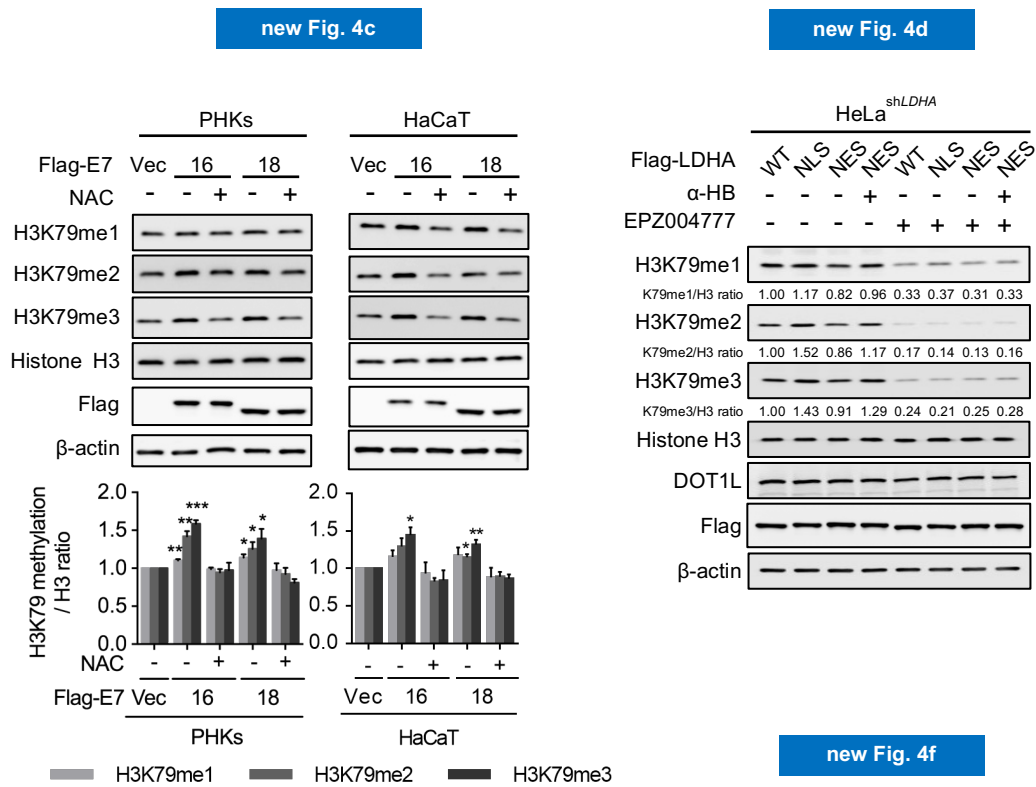 new Fig. 4c
PHKs HaCaT
Flag-E7 Vec 16 18 Vec 16 18
NAC - - + - + - - + - +
H3K79me1
H3K79me2
H3K79me3
Histone H3
Flag
β-actin
H3K79 methylation
/ H3 ratio
2.0 2.0
1.5 1.5
1.0 1.0
0.5 0.5
0.0 0.0
** ** *** * * * * * **
NAC - - + - + - - + - +
Flag-E7 Vec 16 18 Vec 16 18
PHKs HaCaT
H3K79me1 H3K79me2 H3K79me3
new Fig. 4d
HeLa shLDHA
Flag-LDHA WT NLS NES NES WT NLS NES NES
α-HB - - - + - - - +
EPZ004777 - - - - + + + +
H3K79me1
K79me1/H3 ratio 1.00 1.17 0.82 0.96 0.33 0.37 0.31 0.33
H3K79me2
K79me2/H3 ratio 1.00 1.52 0.86 1.17 0.17 0.14 0.13 0.16
H3K79me3
K79me3/H3 ratio 1.00 1.43 0.91 1.29 0.24 0.21 0.25 0.28
Histone H3
DOT1L
Flag
β-actin
new Fig. 4f